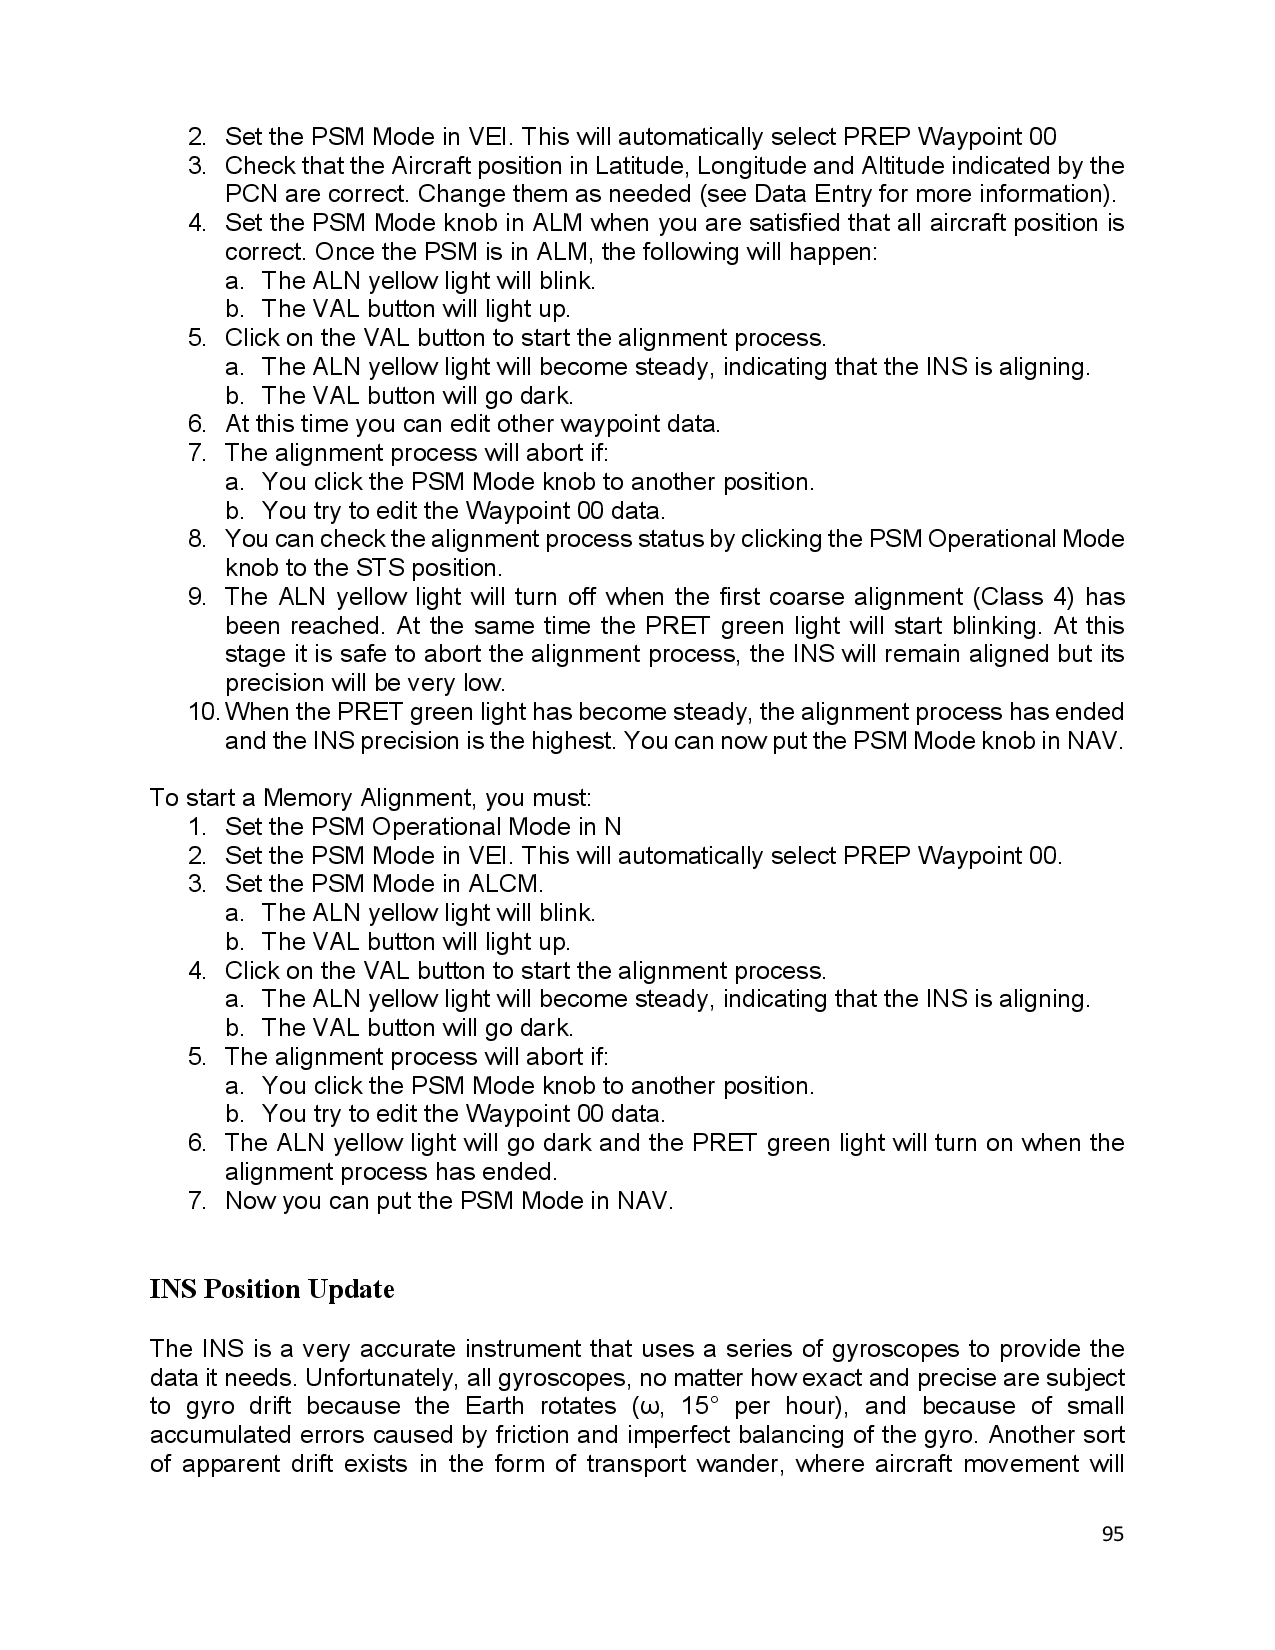 2. Set the PSM Mode in VEI. This will automatically select PREP Waypoint 00
3. Check that the Aircraft position in Latitude, Longitude and Altitude indicated by the
PCN are correct. Change them as needed (see Data Entry for more information).
4. Set the PSM Mode knob in ALM when you are satisfied that all aircraft position is
correct. Once the PSM is in ALM, the following will happen:
a. The ALN yellow light will blink.
b. The VAL button will light up.
5. Click on the VAL button to start the alignment process.
a. The ALN yellow light will become steady, indicating that the INS is aligning.
b. The VAL button will go dark.
6. At this time you can edit other waypoint data.
7. The alignment process will abort if:
a. You click the PSM Mode knob to another position.
b. You try to edit the Waypoint 00 data.
8. You can check the alignment process status by clicking the PSM Operational Mode
knob to the STS position.
9. The ALN yellow light will turn off when the first coarse alignment (Class 4) has
been reached. At the same time the PRET green light will start blinking. At this
stage it is safe to abort the alignment process, the INS will remain aligned but its
precision will be very low.
10. When the PRET green light has become steady, the alignment process has ended
and the INS precision is the highest. You can now put the PSM Mode knob in NAV.
To start a Memory Alignment, you must:
1. Set the PSM Operational Mode in N
2. Set the PSM Mode in VEI. This will automatically select PREP Waypoint 00.
3. Set the PSM Mode in ALCM.
a. The ALN yellow light will blink.
b. The VAL button will light up.
4. Click on the VAL button to start the alignment process.
a. The ALN yellow light will become steady, indicating that the INS is aligning.
b. The VAL button will go dark.
5. The alignment process will abort if:
a. You click the PSM Mode knob to another position.
b. You try to edit the Waypoint 00 data.
6. The ALN yellow light will go dark and the PRET green light will turn on when the
alignment process has ended.
7. Now you can put the PSM Mode in NAV.
INS Position Update
The INS is a very accurate instrument that uses a series of gyroscopes to provide the
data it needs. Unfortunately, all gyroscopes, no matter how exact and precise are subject
to gyro drift because the Earth rotates (ω, 15° per hour), and because of small
accumulated errors caused by friction and imperfect balancing of the gyro. Another sort
of apparent drift exists in the form of transport wander, where aircraft movement will
95